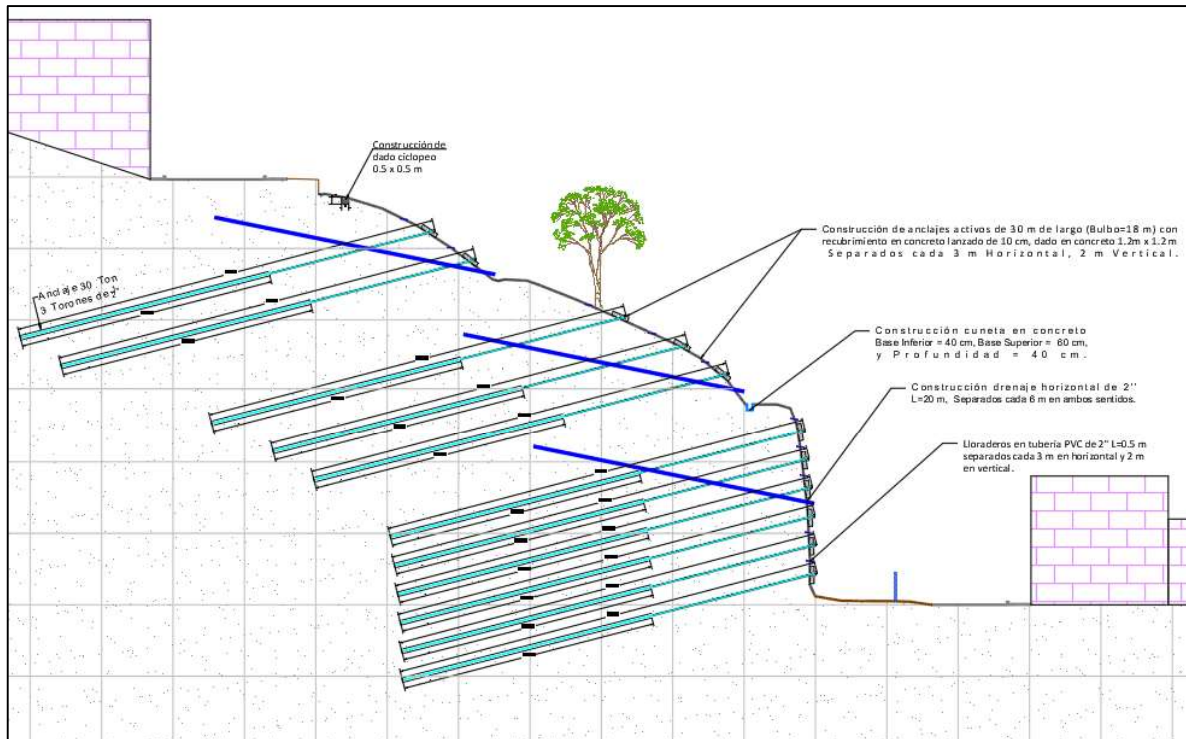 Construcción de
dado ciclopeo
0.5 x 0.5 m
Construcción de anclajes activos de 30 m de largo (Bulbo=18 m) con
recubrimiento en concreto lanzado de 10 cm, dado en concreto 1.2m x 1.2 m
Separados cada 3 m Horizontal, 2 m Vertical.
Anclaje 30 Ton
3 Torones de ½"
Construcción cuneta en concreto
Base Inferior = 40 cm, Base Superior = 60 cm,
y Profundidad = 40 cm.
Construcción drenaje horizontal de 2''
L=20 m, Separados cada 6 m en ambos sentidos.
Lloraderos en tubería PVC de 2" L=0.5 m
separados cada 3 m en horizontal y 2 m
en vertical.